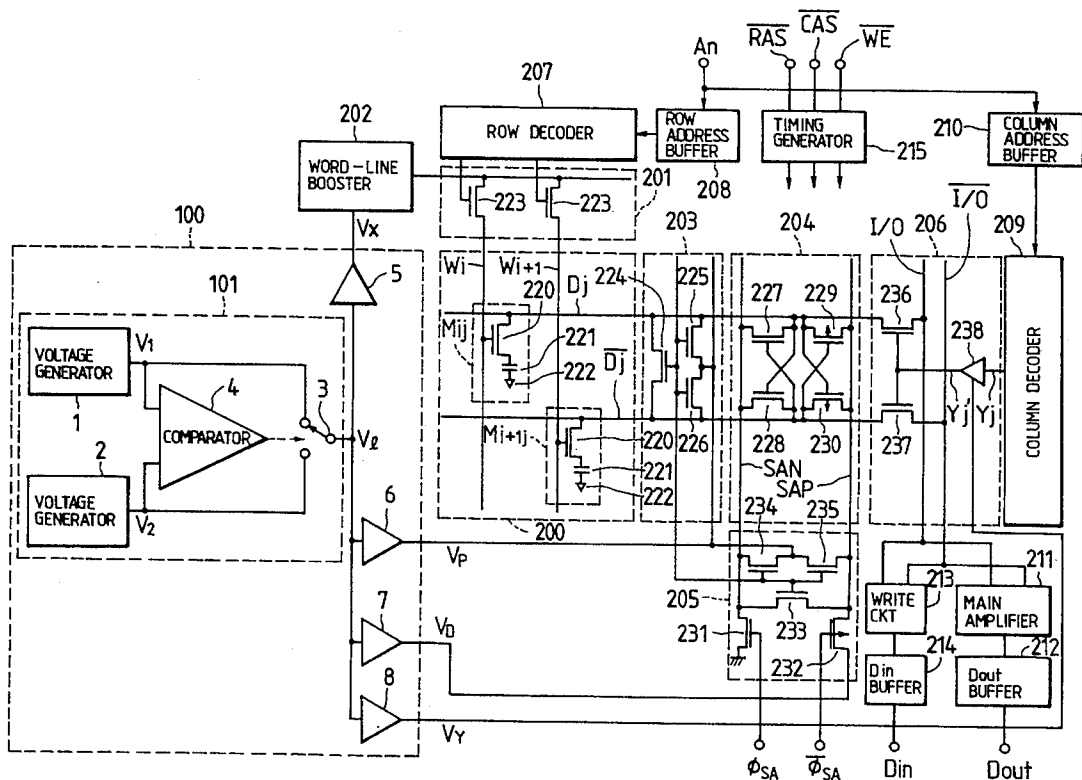 R̅A̅S̅
C̅A̅S̅
W̅E̅
An
207
ROW DECODER
ROW
ADDRESS
BUFFER
208
TIMING
GENERATOR
215
210
COLUMN
ADDRESS
BUFFER
202
WORD-LINE
BOOSTER
201
223
223
100
Vx
5
Wi
Wi+1
203
204
I/O
206
I̅/̅O̅
209
COLUMN DECODER
101
VOLTAGE
GENERATOR
1
V1
4
COMPARATOR
3
Vℓ
2
VOLTAGE
GENERATOR
V2
Mij
220
Dj
224
225
227
229
236
238
221
222
D̅j̅
Yj'
Yj
Mi+1j
220
226
228
230
237
221
222
SAN
SAP
200
6
VP
234
235
205
233
213
WRITE
CKT
211
MAIN
AMPLIFIER
7
VD
231
232
214
Din
BUFFER
212
Dout
BUFFER
8
VY
ϕSA
ϕ̅SA
Din
Dout